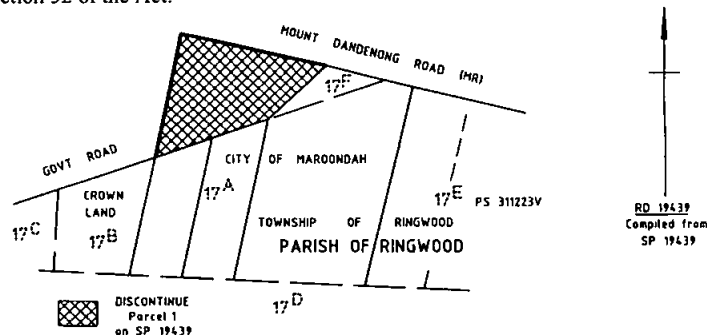 ction 52 of the Act.
MOUNT DANDENONG ROAD (MR)
17F
GOVT ROAD
CITY OF MAROONDAH
17A
17E PS 311223V
CROWN
LAND
17C
17B
TOWNSHIP OF RINGWOOD
PARISH OF RINGWOOD
17D
DISCONTINUE
Parcel 1
on SP 19439
RD 19439
Compiled from
SP 19439